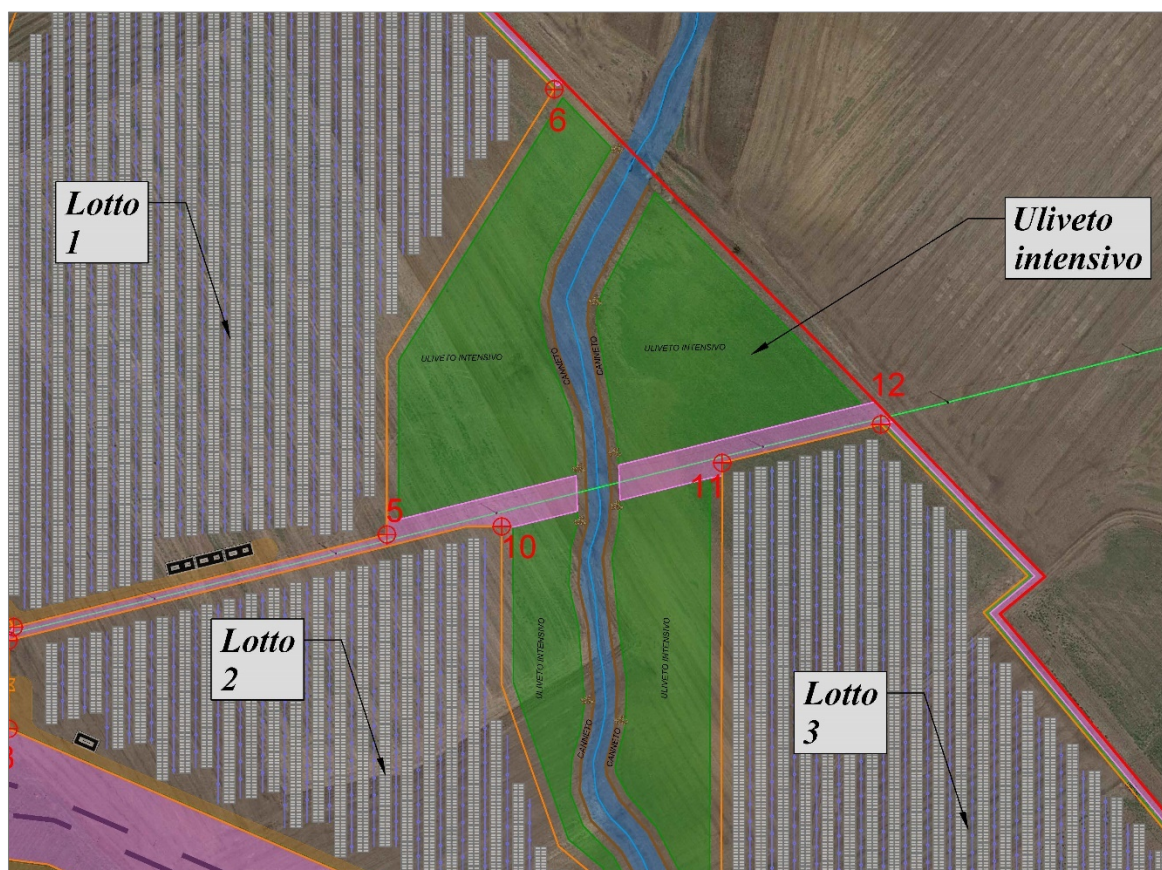 6
Lotto
1
Uliveto
intensivo
ULIVETO INTENSIVO
ULIVETO INTENSIVO
CANNETO
CANNETO
12
5
11
10
Lotto
2
ULIVETO INTENSIVO
ULIVETO INTENSIVO
Lotto
3
CANNETO
CANNETO